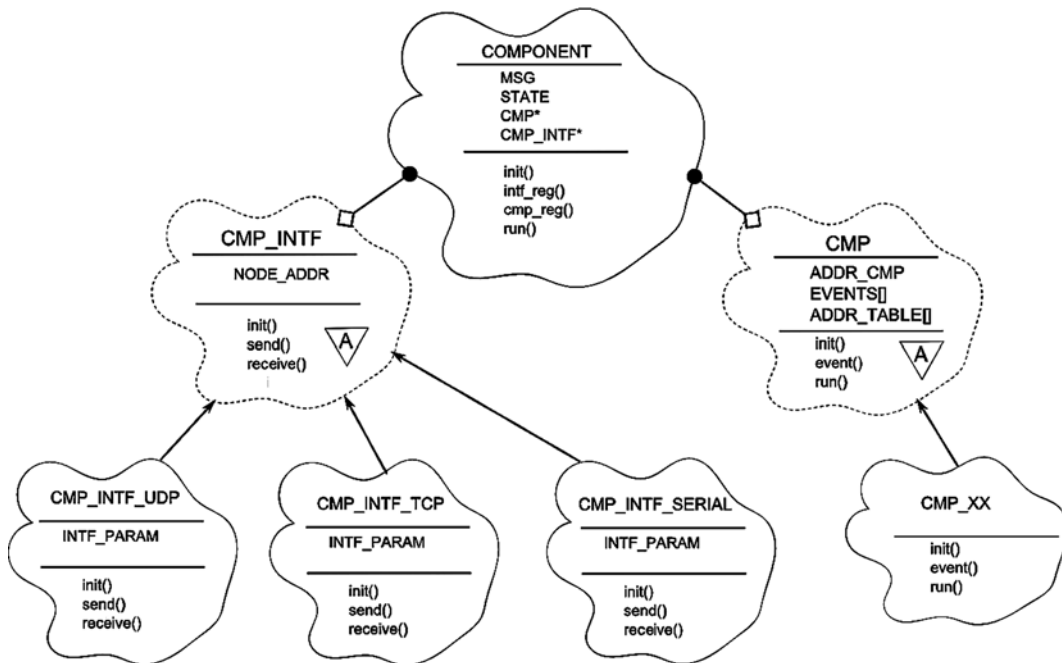 COMPONENT
MSG
STATE
CMP*
CMP_INTF*
init()
intf_reg()
cmp_reg()
run()
CMP_INTF
NODE_ADDR
init()
send()
receive()
A
CMP
ADDR_CMP
EVENTS[]
ADDR_TABLE[]
init()
event()
run()
A
CMP_INTF_UDP
INTF_PARAM
init()
send()
receive()
CMP_INTF_TCP
INTF_PARAM
init()
send()
receive()
CMP_INTF_SERIAL
INTF_PARAM
init()
send()
receive()
CMP_XX
init()
event()
run()